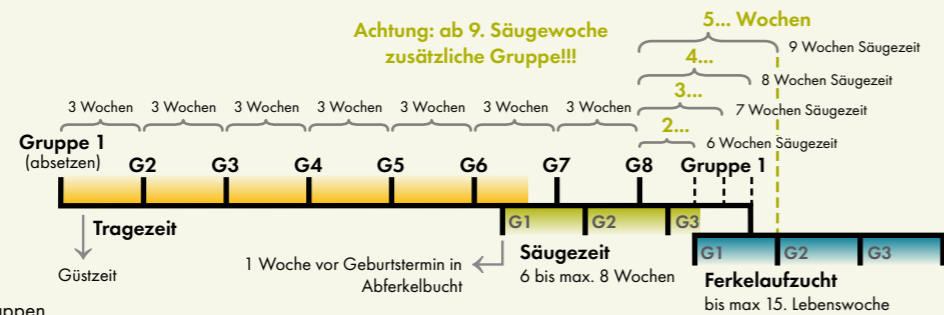 Achtung: ab 9. Säugewoche
zusätzliche Gruppe!!!
5... Wochen
9 Wochen Säugezeit
4...
8 Wochen Säugezeit
3...
7 Wochen Säugezeit
2...
6 Wochen Säugezeit
3 Wochen 3 Wochen 3 Wochen 3 Wochen 3 Wochen 3 Wochen 3 Wochen
Gruppe 1
(absetzen)
G2 G3 G4 G5 G6 G7 G8 Gruppe 1
G1 G2 G3
Tragezeit
Güstzeit
1 Woche vor Geburtstermin in
Abferkelbucht
Säugezeit
6 bis max. 8 Wochen
G1 G2 G3
Ferkelaufzucht
bis max 15. Lebenswoche